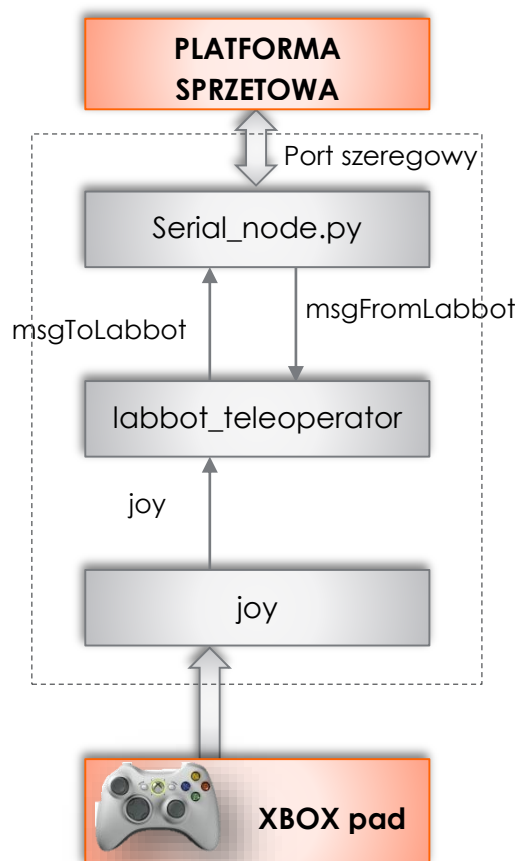 PLATFORMA
SPRZETOWA
Port szeregowy
Serial_node.py
msgToLabbot
msgFromLabbot
labbot_teleoperator
joy
joy
XBOX pad